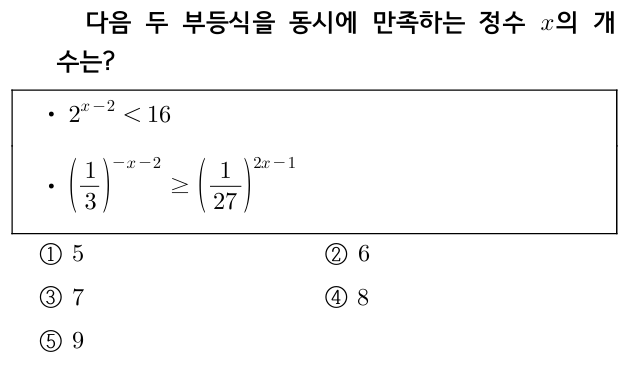 다음 두 부등식을 동시에 만족하는 정수 $x$의 개
수는?
• $2^{x-2} < 16$
• $\left(\frac{1}{3}\right)^{-x-2} \geq \left(\frac{1}{27}\right)^{2x-1}$
① 5 ② 6
③ 7 ④ 8
⑤ 9